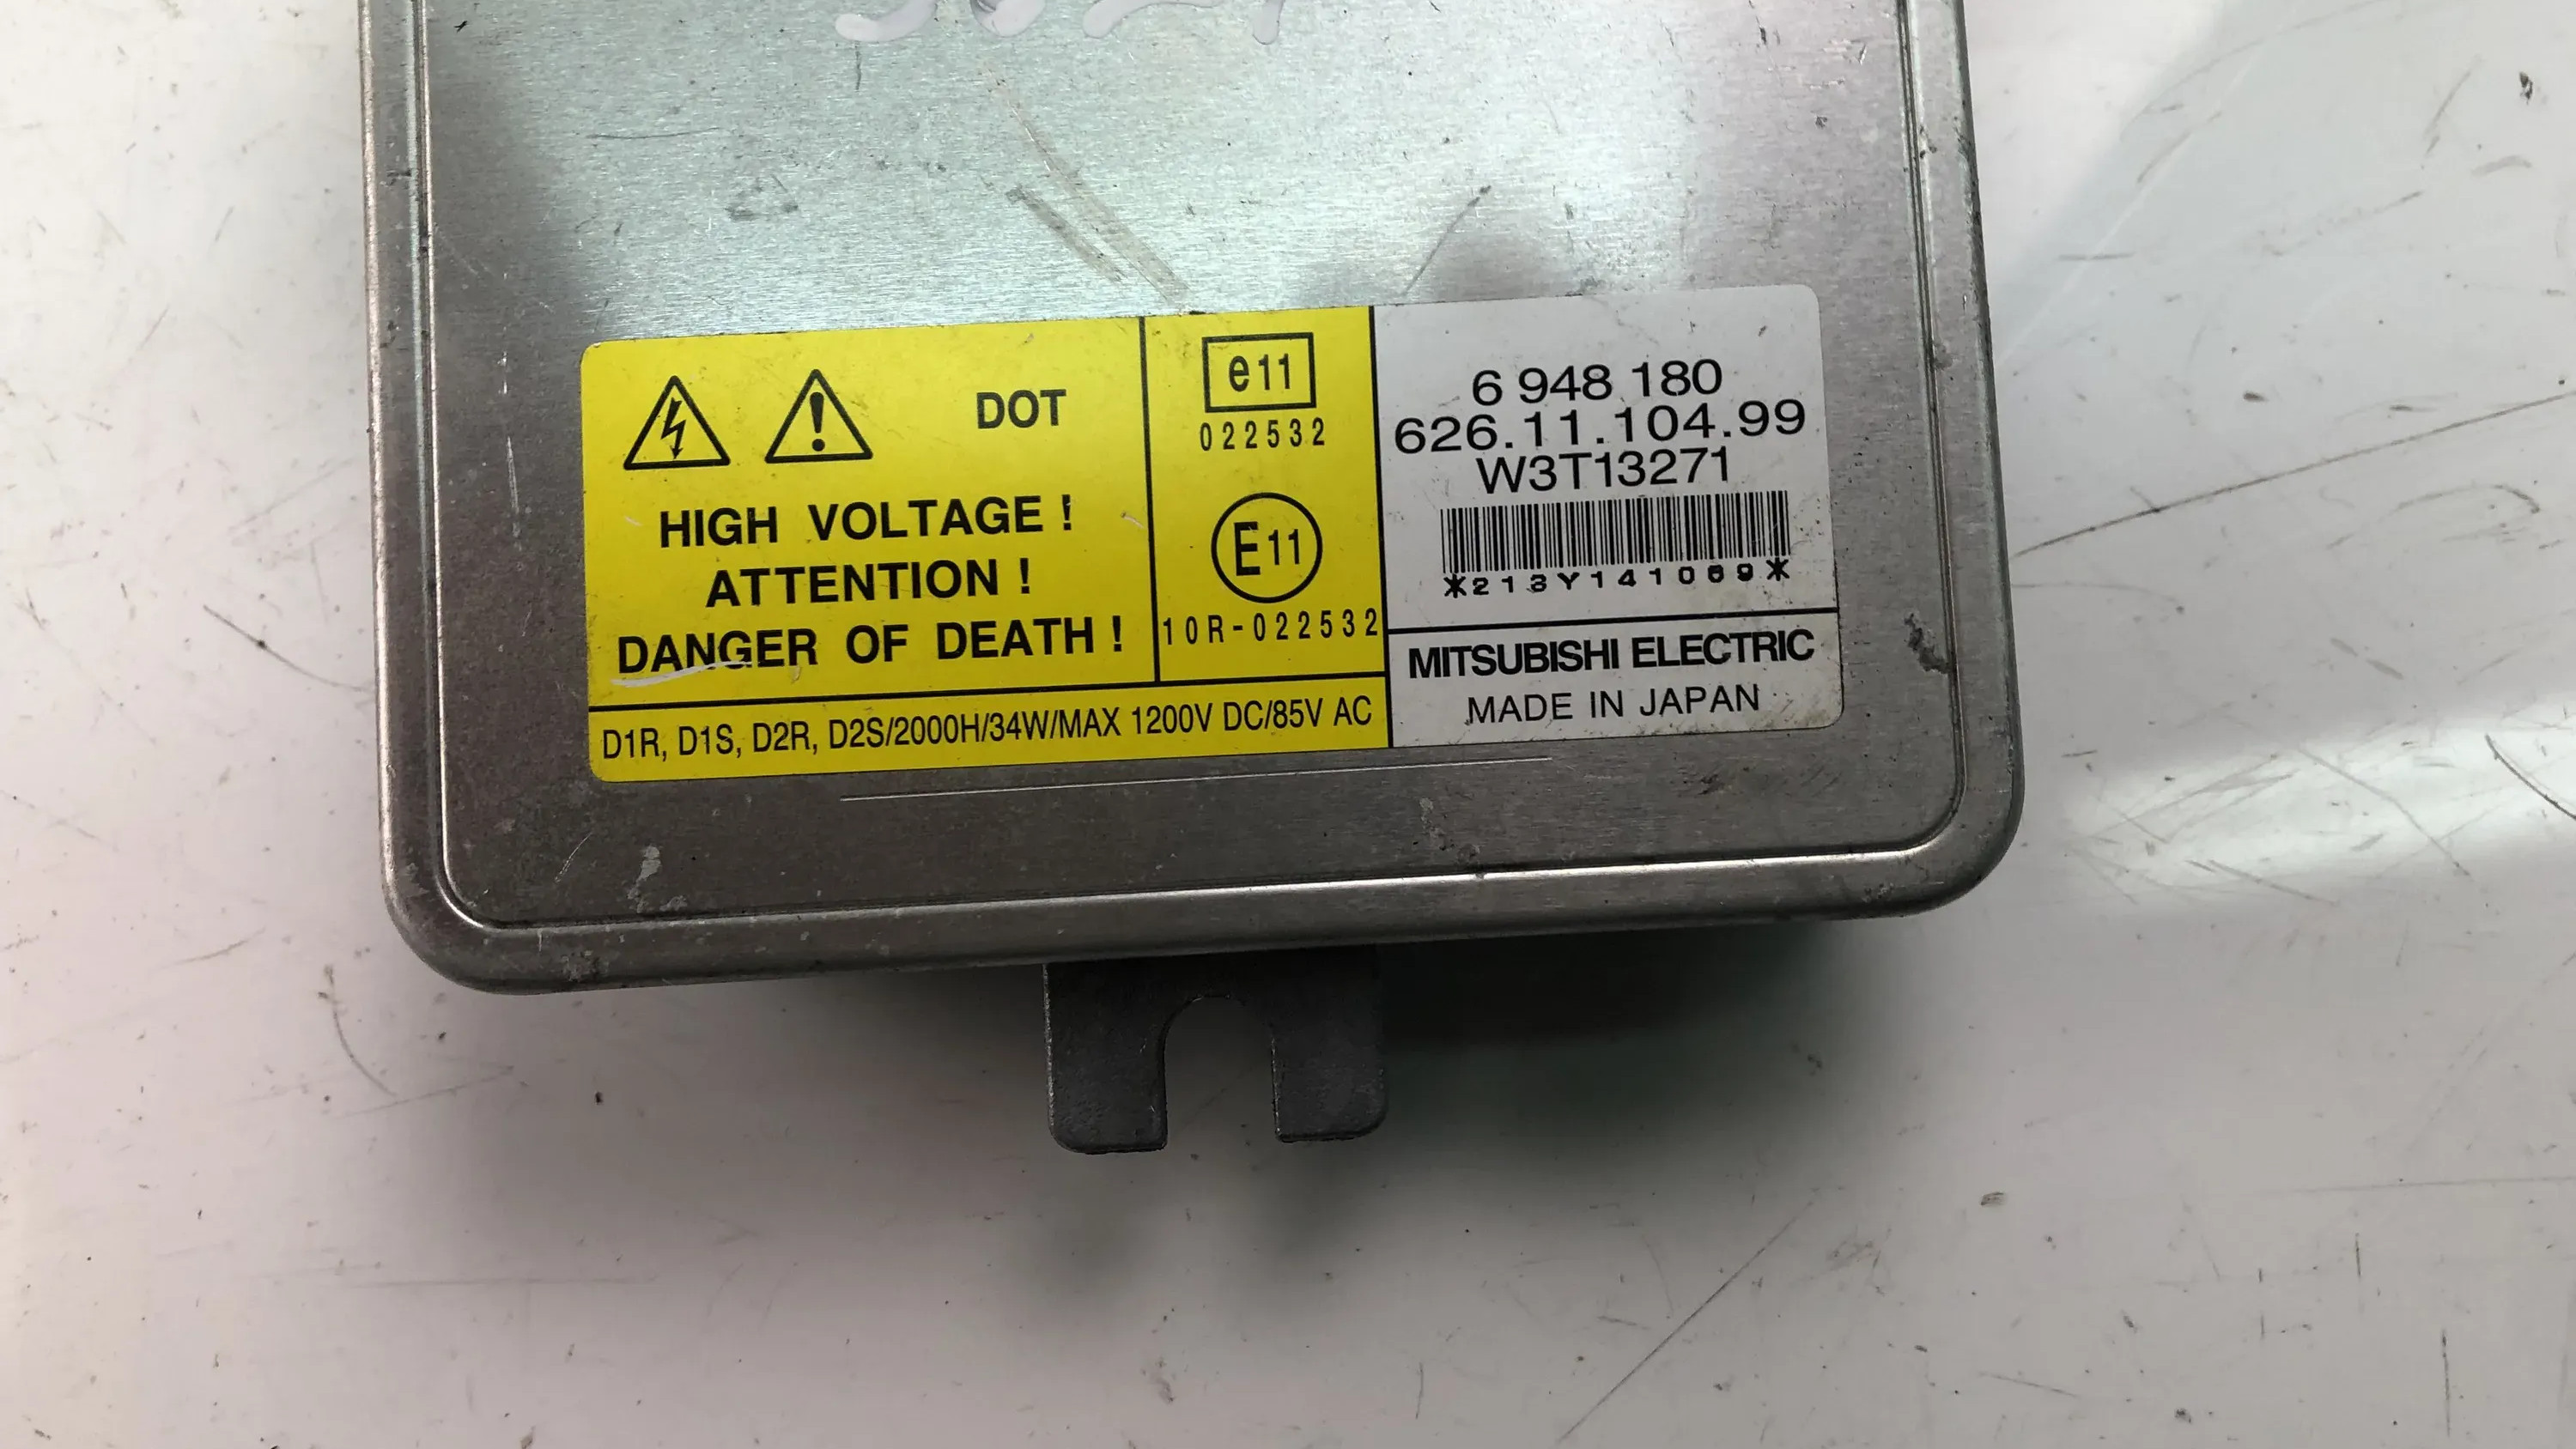 DOT
HIGH VOLTAGE !
ATTENTION !
DANGER OF DEATH !
e11
022532
E11
10R-022532
D1R, D1S, D2R, D2S/2000H/34W/MAX 1200V DC/85V AC
6 948 180
626.11.104.99
W3T13271
*213Y141069*
MITSUBISHI ELECTRIC
MADE IN JAPAN